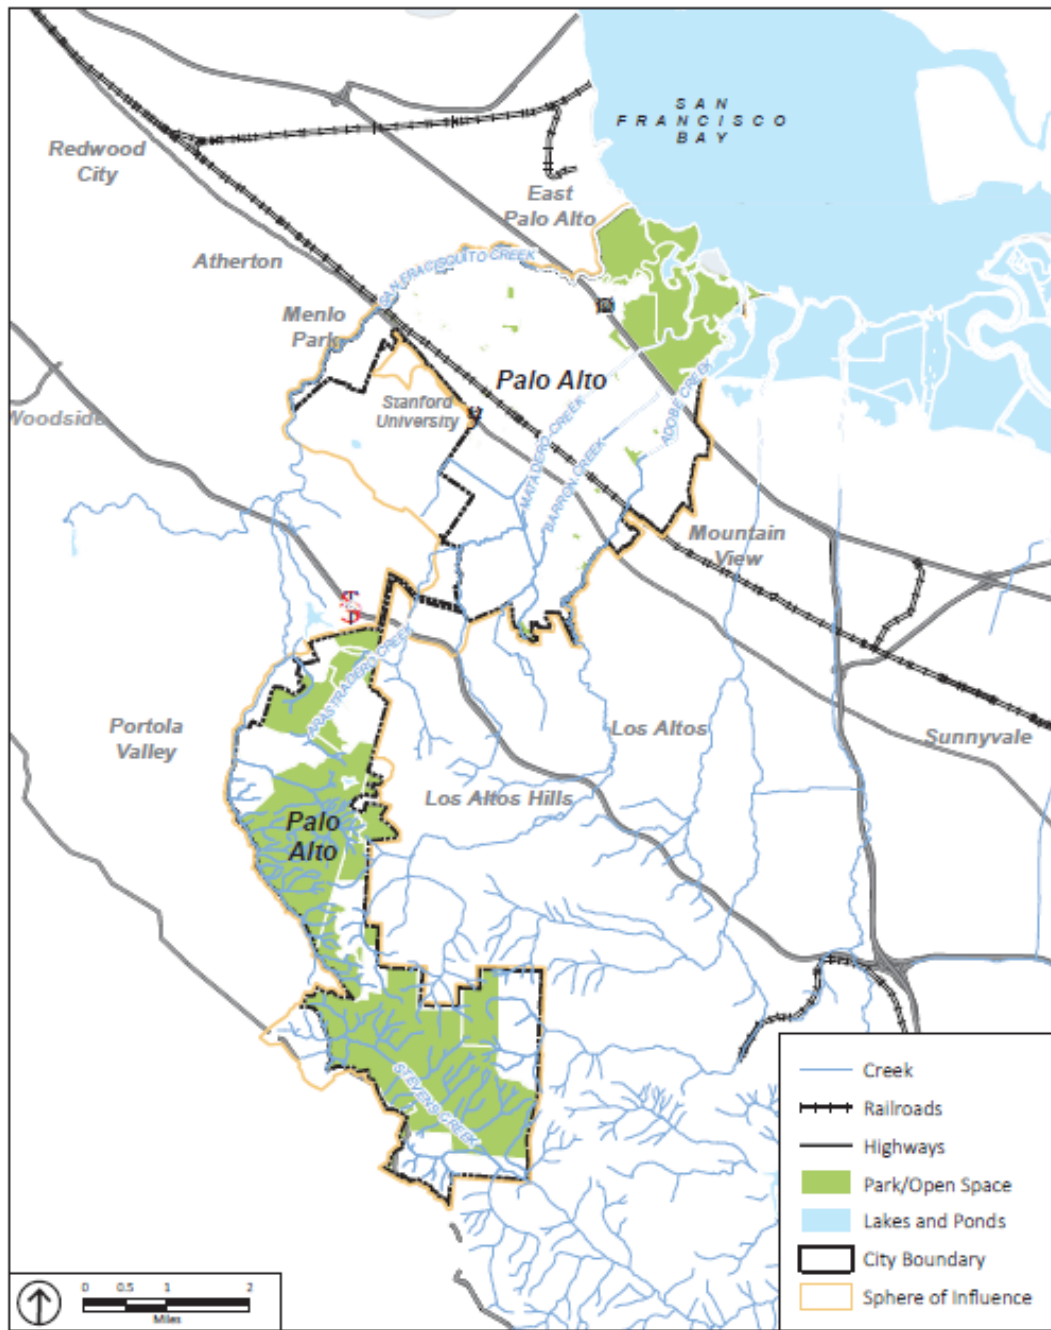 SAN
FRANCISCO
BAY
Redwood
City
East
Palo Alto
Atherton
SAN FRACISQUITO CREEK
Menlo
Park
Palo Alto
Stanford
University
Woodside
MATADERO CREEK
BARRON CREEK
ADOBE CREEK
Mountain
View
ARASTRADERO CREEK
Portola
Valley
Los Altos
Sunnyvale
Los Altos Hills
Palo
Alto
STEVENS CREEK
Creek
Railroads
Highways
Park/Open Space
Lakes and Ponds
City Boundary
Sphere of Influence
0 0.5 1 2
Miles